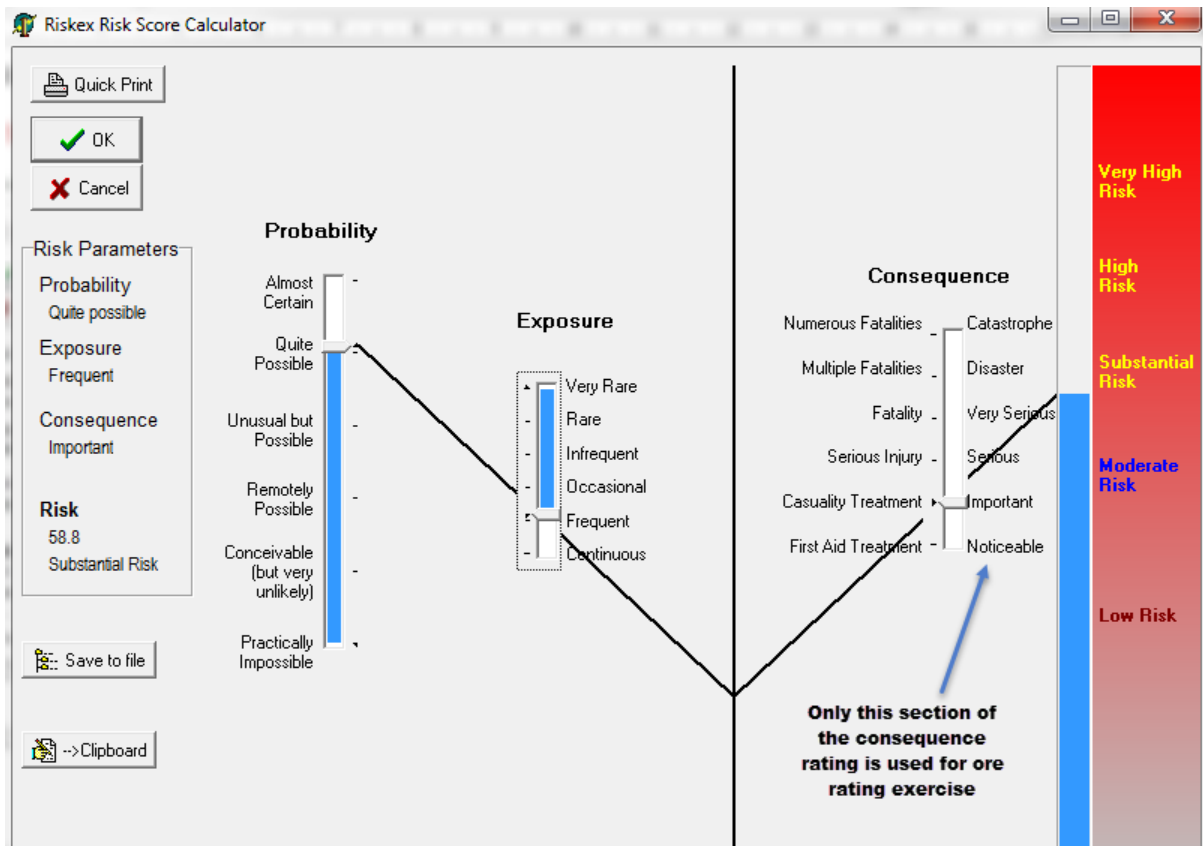 Riskex Risk Score Calculator
Quick Print
OK
Cancel
Risk Parameters
Probability
Quite possible
Exposure
Frequent
Consequence
Important
Risk
58.8
Substantial Risk
Save to file
-->Clipboard
Probability
Almost
Certain
Quite
Possible
Unusual but
Possible
Remotely
Possible
Conceivable
(but very
unlikely)
Practically
Impossible
Exposure
Very Rare
Rare
Infrequent
Occasional
Frequent
Continuous
Consequence
Numerous Fatalities
Catastrophe
Multiple Fatalities
Disaster
Fatality
Very Serious
Serious Injury
Serious
Casuality Treatment
Important
First Aid Treatment
Noticeable
Only this section of
the consequence
rating is used for ore
rating exercise
Very High
Risk
High
Risk
Substantial
Risk
Moderate
Risk
Low Risk